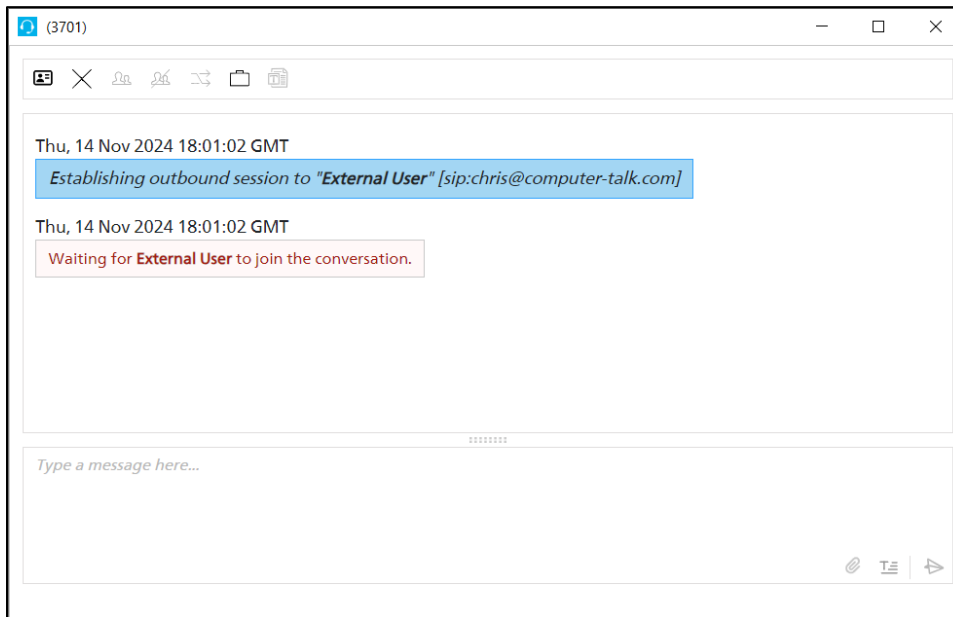 (3701)
Thu, 14 Nov 2024 18:01:02 GMT
Establishing outbound session to "External User" [sip:chris@computer-talk.com]
Thu, 14 Nov 2024 18:01:02 GMT
Waiting for External User to join the conversation.
Type a message here...